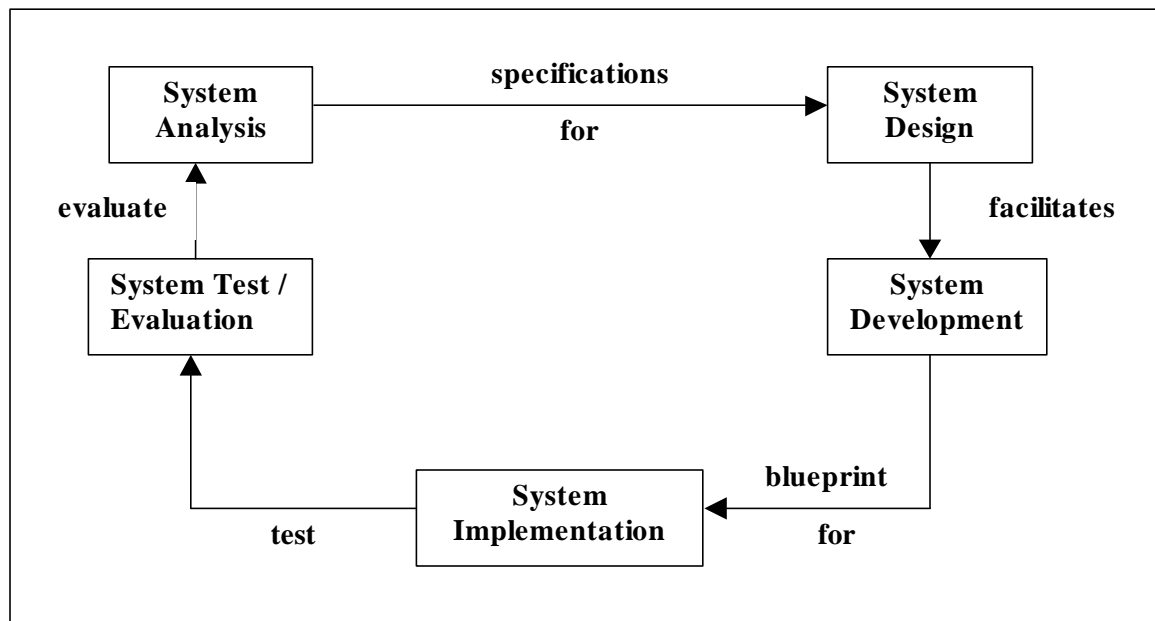 System
Analysis
specifications
for
System
Design
evaluate
facilitates
System Test /
Evaluation
System
Development
blueprint
for
System
Implementation
test